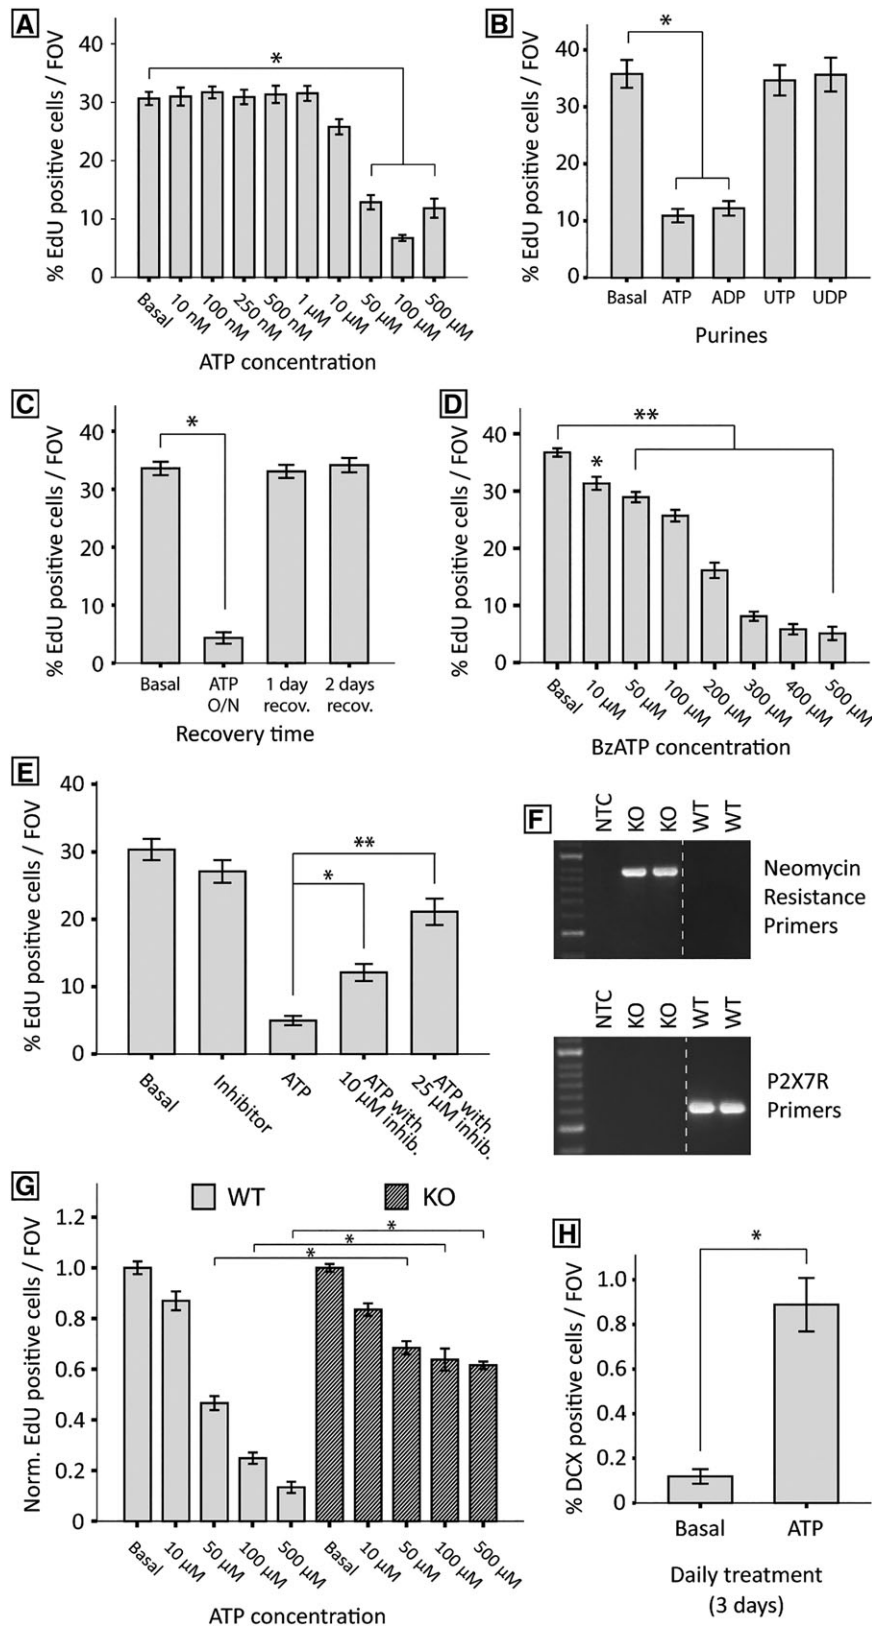 A
% EdU positive cells / FOV
40
30
20
10
0
*
Basal
10 nM
100 nM
250 nM
500 nM
1 µM
10 µM
50 µM
100 µM
500 µM
ATP concentration
B
% EdU positive cells / FOV
40
30
20
10
0
*
Basal
ATP
ADP
UTP
UDP
Purines
C
% EdU positive cells / FOV
40
30
20
10
0
*
Basal
ATP
O/N
1 day
recov.
2 days
recov.
Recovery time
D
% EdU positive cells / FOV
40
30
20
10
0
**
*
Basal
10 µM
50 µM
100 µM
200 µM
300 µM
400 µM
500 µM
BzATP concentration
E
% EdU positive cells / FOV
40
30
20
10
0
**
*
Basal
Inhibitor
ATP
ATP with
10 µM inhib.
ATP with
25 µM inhib.
F
NTC
KO
KO
WT
WT
Neomycin
Resistance
Primers
NTC
KO
KO
WT
WT
P2X7R
Primers
G
WT
KO
Norm. EdU positive cells / FOV
1.2
1.0
0.8
0.6
0.4
0.2
0
*
*
*
Basal
10 µM
50 µM
100 µM
500 µM
Basal
10 µM
50 µM
100 µM
500 µM
ATP concentration
H
% DCX positive cells / FOV
1.0
0.8
0.6
0.4
0.2
0
*
Basal
ATP
Daily treatment
(3 days)